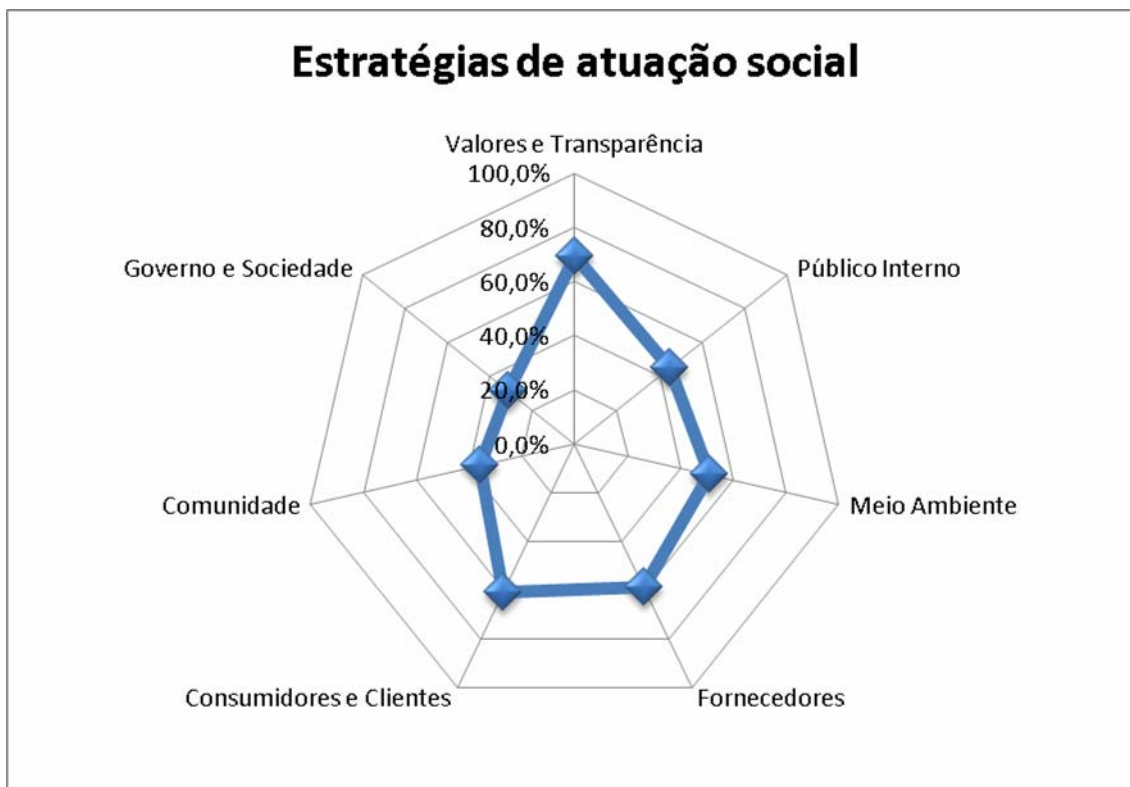 Estratégias de atuação social
Valores e Transparência
100,0%
80,0%
60,0%
40,0%
20,0%
0,0%
Governo e Sociedade
Público Interno
Comunidade
Meio Ambiente
Consumidores e Clientes
Fornecedores